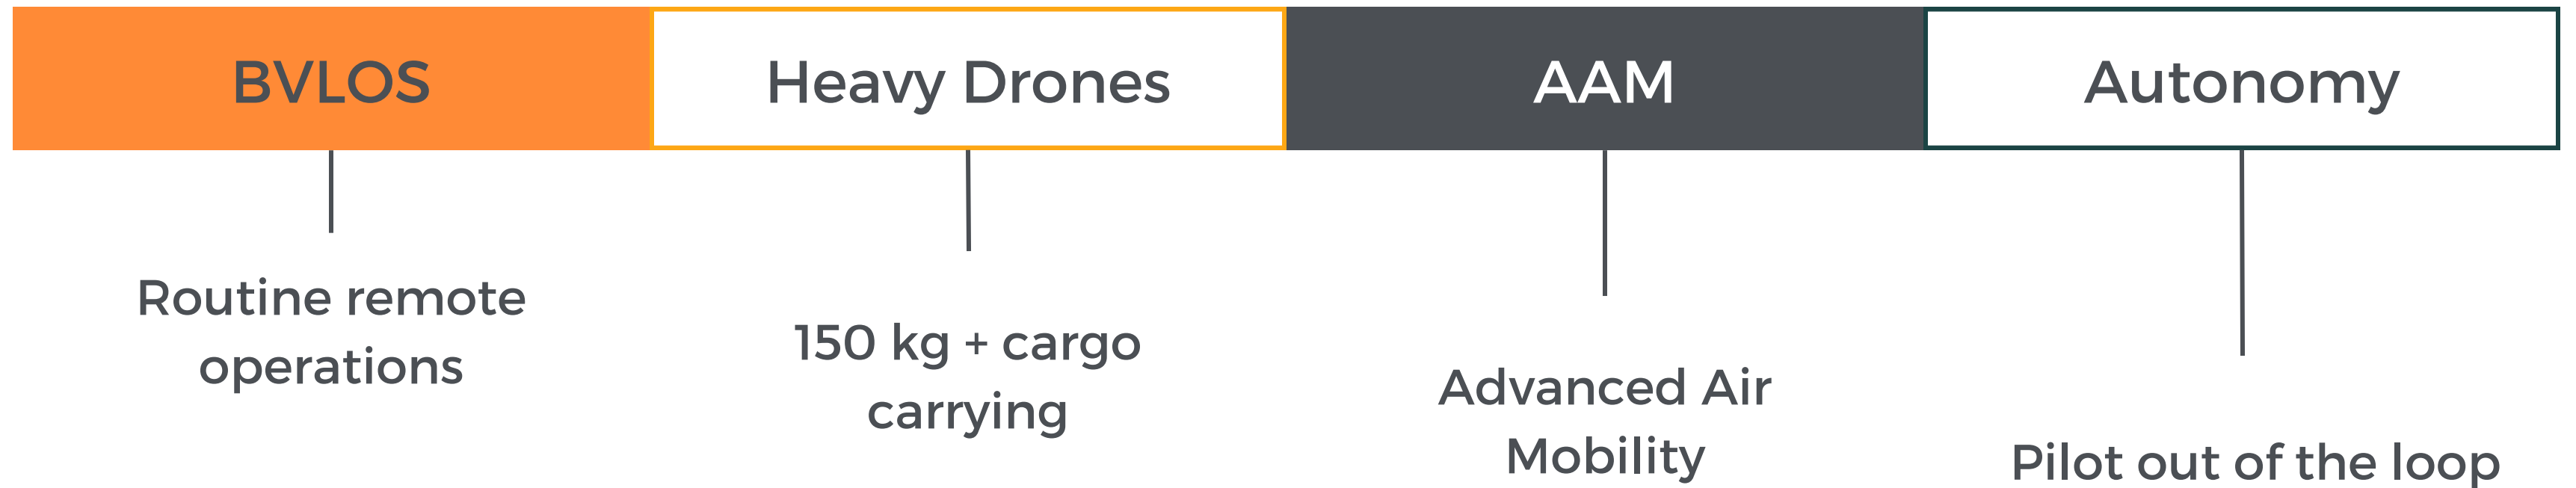 BVLOS
Heavy Drones
AAM
Autonomy
Routine remote
operations
150 kg + cargo
carrying
Advanced Air
Mobility
Pilot out of the loop